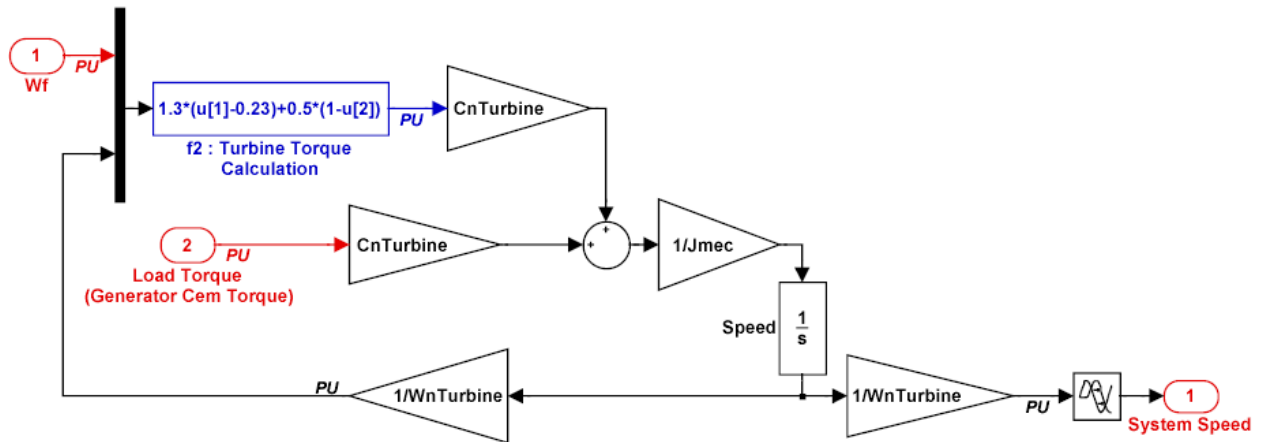 1
PU
Wf
1.3*(u[1]-0.23)+0.5*(1-u[2])
PU
f2 : Turbine Torque
Calculation
CnTurbine
2
PU
Load Torque
(Generator Cem Torque)
CnTurbine
+
+
1/Jmec
Speed
1
s
PU
1/WnTurbine
1/WnTurbine
PU
1
System Speed